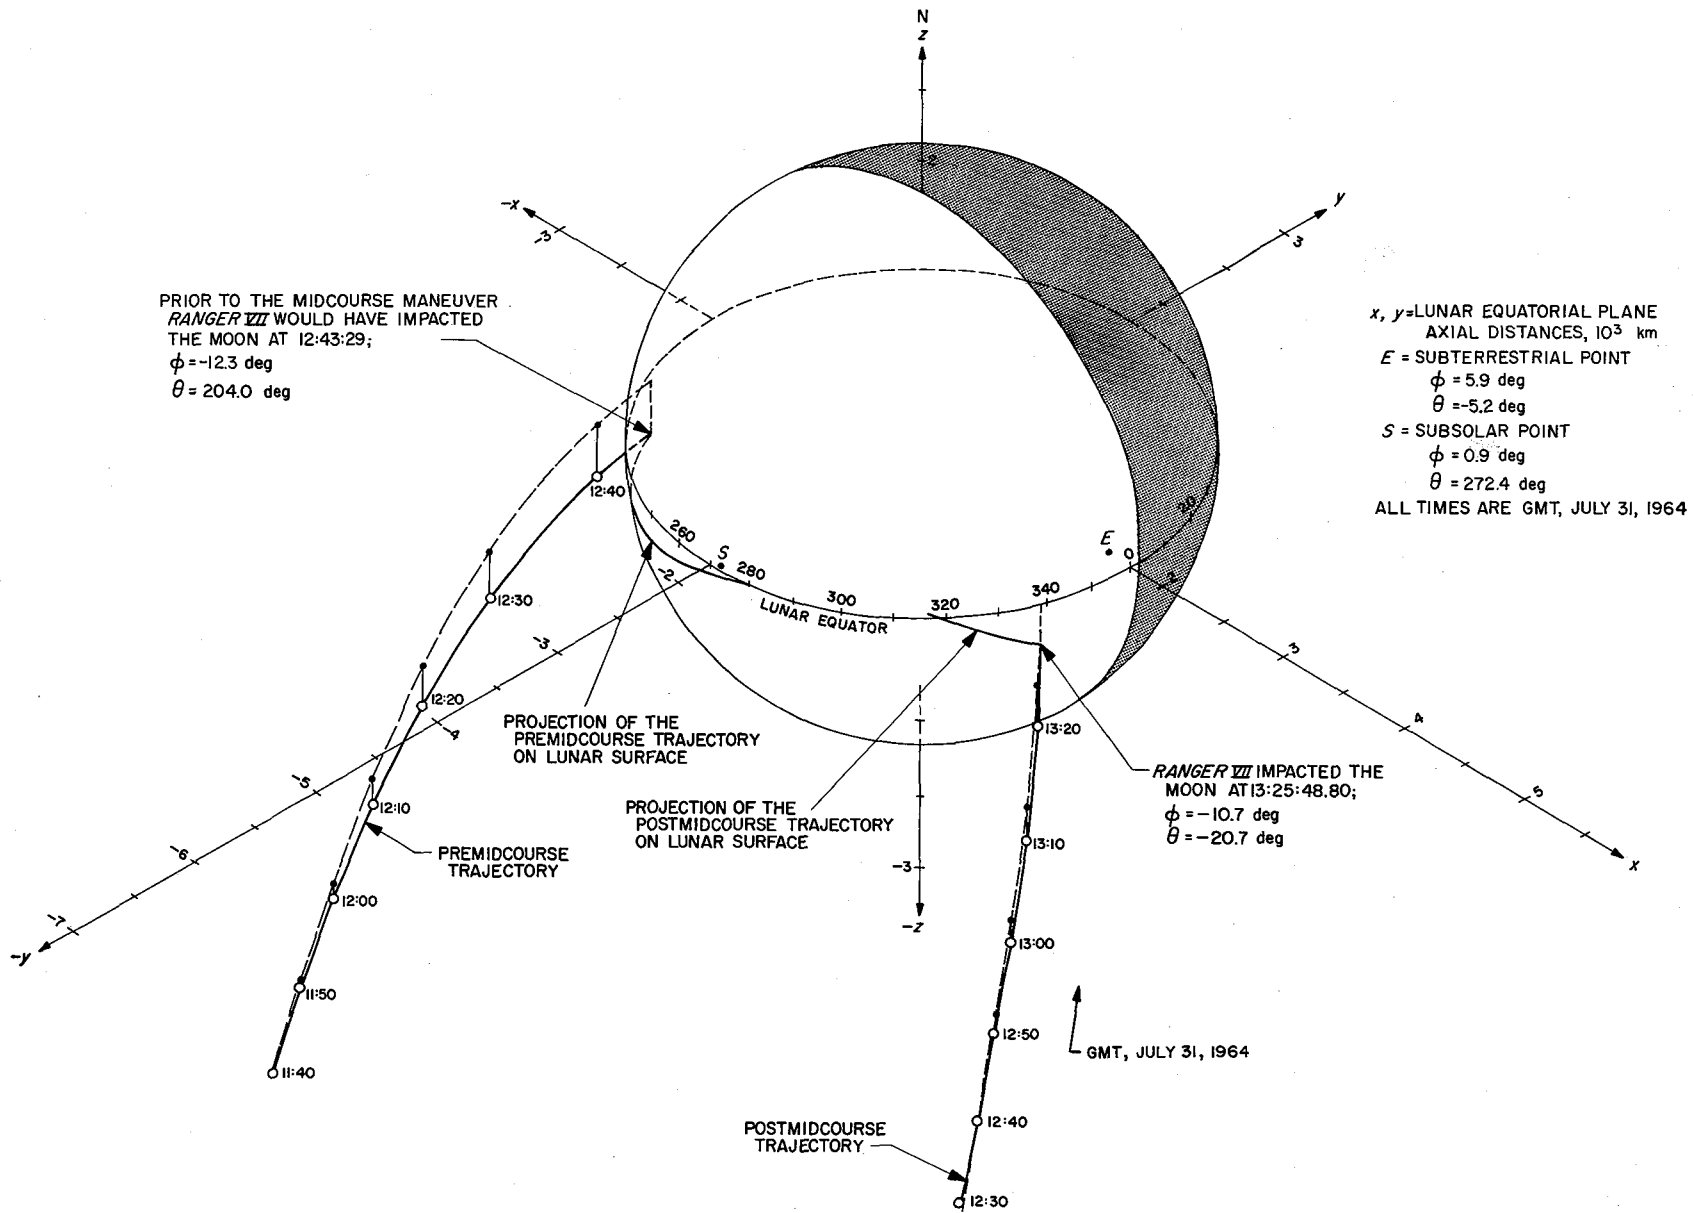 N
z
2
-x
-3
y
3
PRIOR TO THE MIDCOURSE MANEUVER
RANGER VII WOULD HAVE IMPACTED
THE MOON AT 12:43:29;
ϕ = -12.3 deg
θ = 204.0 deg
x, y = LUNAR EQUATORIAL PLANE
AXIAL DISTANCES, 10³ km
E = SUBTERRESTRIAL POINT
ϕ = 5.9 deg
θ = -5.2 deg
S = SUBSOLAR POINT
ϕ = 0.9 deg
θ = 272.4 deg
ALL TIMES ARE GMT, JULY 31, 1964
12:40
12:30
12:20
12:10
12:00
11:50
11:40
260
S
280
300
320
340
E
0
20
LUNAR EQUATOR
-2
-3
-4
-5
-6
-7
-y
2
3
4
5
x
PROJECTION OF THE
PREMIDCOURSE TRAJECTORY
ON LUNAR SURFACE
PROJECTION OF THE
POSTMIDCOURSE TRAJECTORY
ON LUNAR SURFACE
PREMIDCOURSE
TRAJECTORY
-3
-z
RANGER VII IMPACTED THE
MOON AT 13:25:48.80;
ϕ = -10.7 deg
θ = -20.7 deg
13:20
13:10
13:00
12:50
12:40
12:30
GMT, JULY 31, 1964
POSTMIDCOURSE
TRAJECTORY